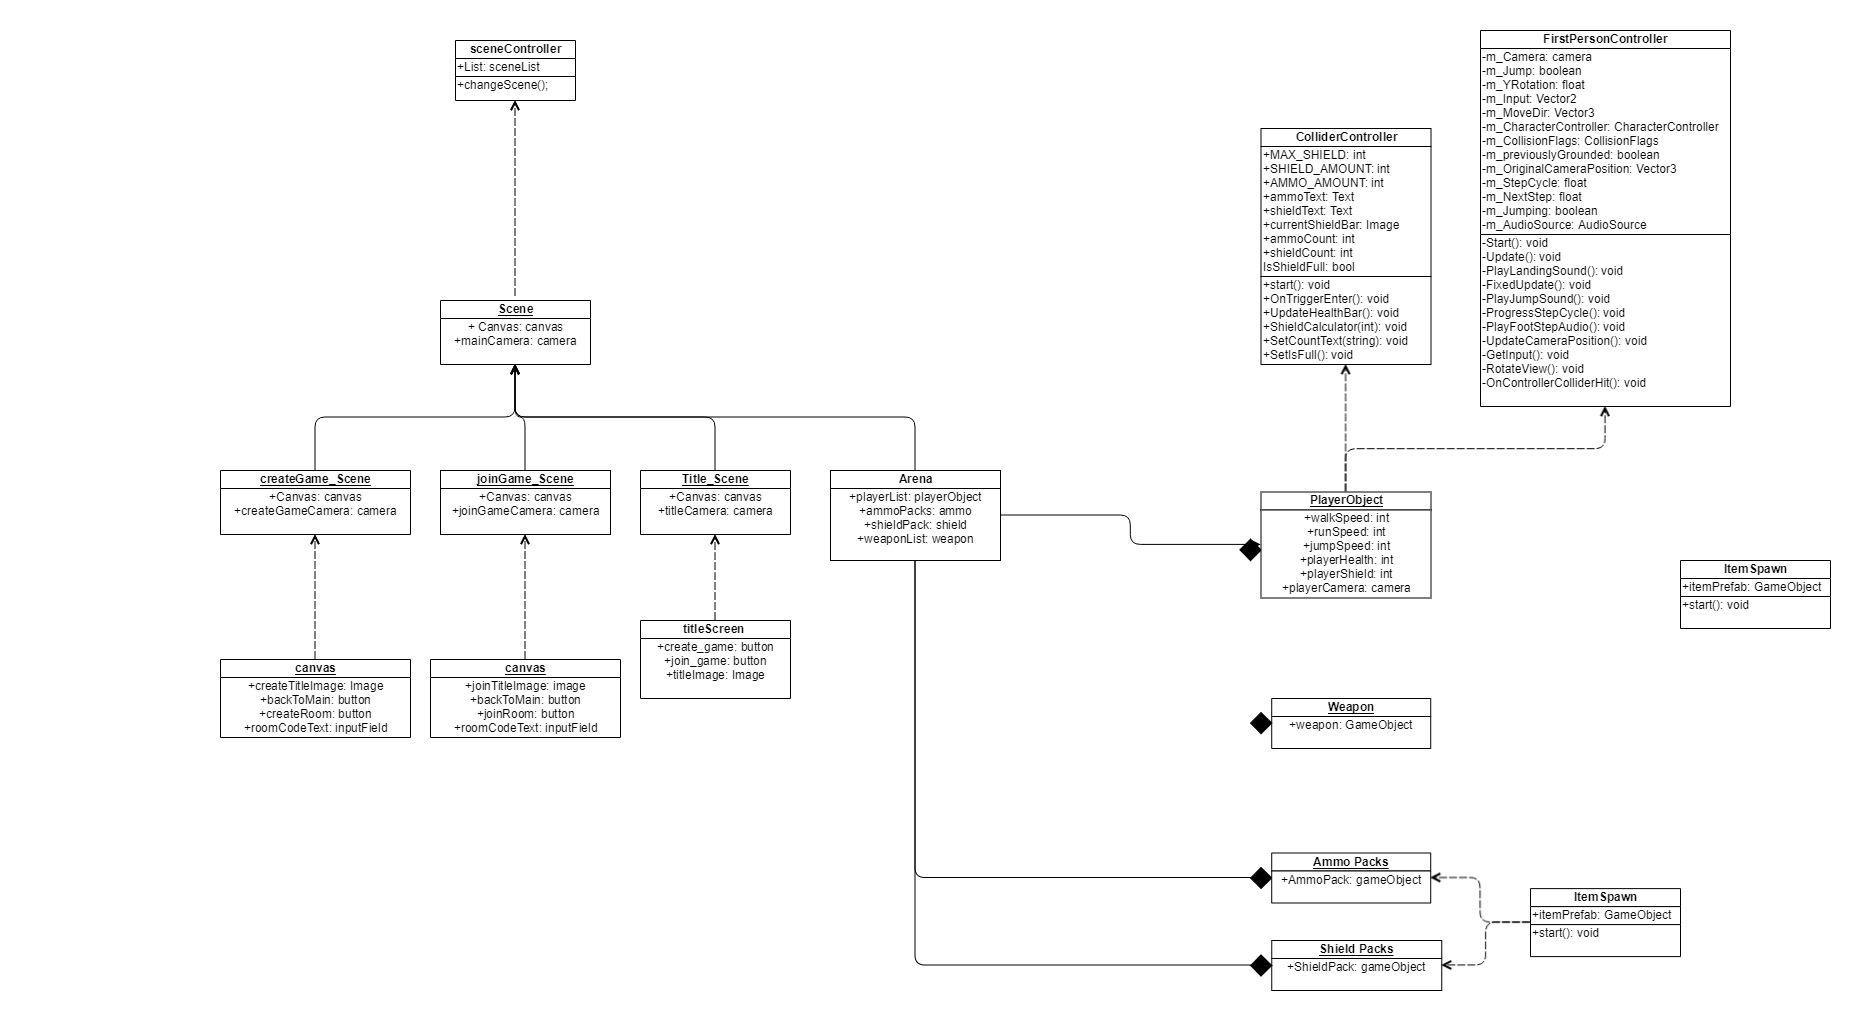 sceneController
+List: sceneList
+changeScene();
FirstPersonController
-m_Camera: camera
-m_Jump: boolean
-m_YRotation: float
-m_Input: Vector2
-m_MoveDir: Vector3
-m_CharacterController: CharacterController
-m_CollisionFlags: CollisionFlags
-m_previouslyGrounded: boolean
-m_OriginalCameraPosition: Vector3
-m_StepCycle: float
-m_NextStep: float
-m_Jumping: boolean
-m_AudioSource: AudioSource
-Start(): void
-Update(): void
-PlayLandingSound(): void
-FixedUpdate(): void
-PlayJumpSound(): void
-ProgressStepCycle(): void
-PlayFootStepAudio(): void
-UpdateCameraPosition(): void
-GetInput(): void
-RotateView(): void
-OnControllerColliderHit(): void
ColliderController
+MAX_SHIELD: int
+SHIELD_AMOUNT: int
+AMMO_AMOUNT: int
+ammoText: Text
+shieldText: Text
+currentShieldBar: Image
+ammoCount: int
+shieldCount: int
IsShieldFull: bool
+start(): void
+OnTriggerEnter(): void
+UpdateHealthBar(): void
+ShieldCalculator(int): void
+SetCountText(string): void
+SetIsFull(): void
Scene
+ Canvas: canvas
+mainCamera: camera
createGame_Scene
+Canvas: canvas
+createGameCamera: camera
joinGame_Scene
+Canvas: canvas
+joinGameCamera: camera
Title_Scene
+Canvas: canvas
+titleCamera: camera
Arena
+playerList: playerObject
+ammoPacks: ammo
+shieldPack: shield
+weaponList: weapon
PlayerObject
+walkSpeed: int
+runSpeed: int
+jumpSpeed: int
+playerHealth: int
+playerShield: int
+playerCamera: camera
ItemSpawn
+itemPrefab: GameObject
+start(): void
titleScreen
+create_game: button
+join_game: button
+titleImage: Image
canvas
+createTitleImage: Image
+backToMain: button
+createRoom: button
+roomCodeText: inputField
canvas
+joinTitleImage: image
+backToMain: button
+joinRoom: button
+roomCodeText: inputField
Weapon
+weapon: GameObject
Ammo Packs
+AmmoPack: gameObject
ItemSpawn
+itemPrefab: GameObject
+start(): void
Shield Packs
+ShieldPack: gameObject